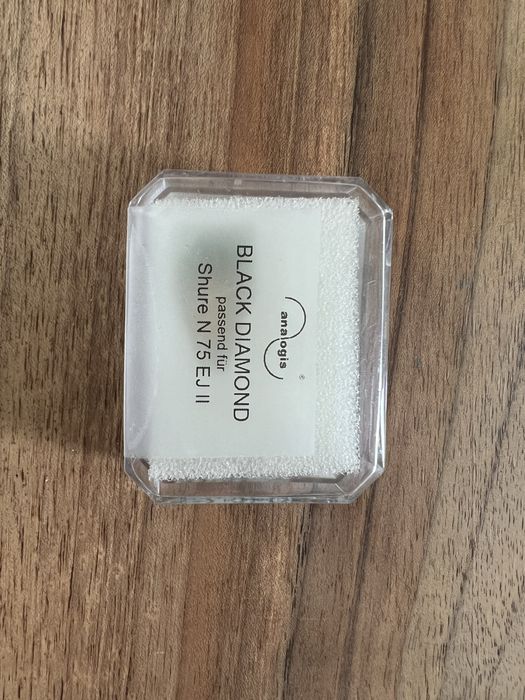 analogis
®
BLACK DIAMOND
passend für
Shure N 75 EJ II